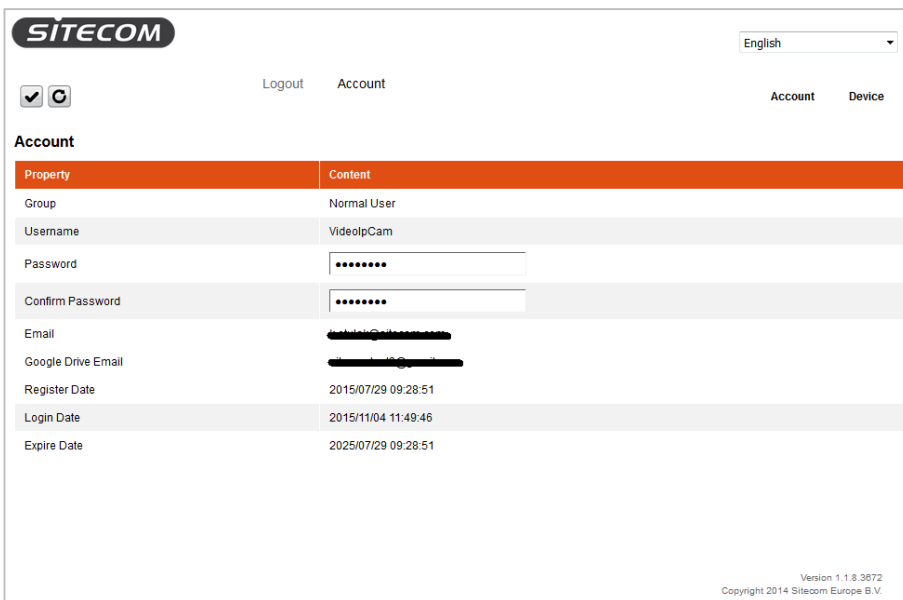 SITECOM
English
Logout Account
Account Device
Account
Property Content
Group Normal User
Username VideoIpCam
Password ••••••••
Confirm Password ••••••••
Email
Google Drive Email
Register Date 2015/07/29 09:28:51
Login Date 2015/11/04 11:49:46
Expire Date 2025/07/29 09:28:51
Version 1.1.8.3672
Copyright 2014 Sitecom Europe B.V.